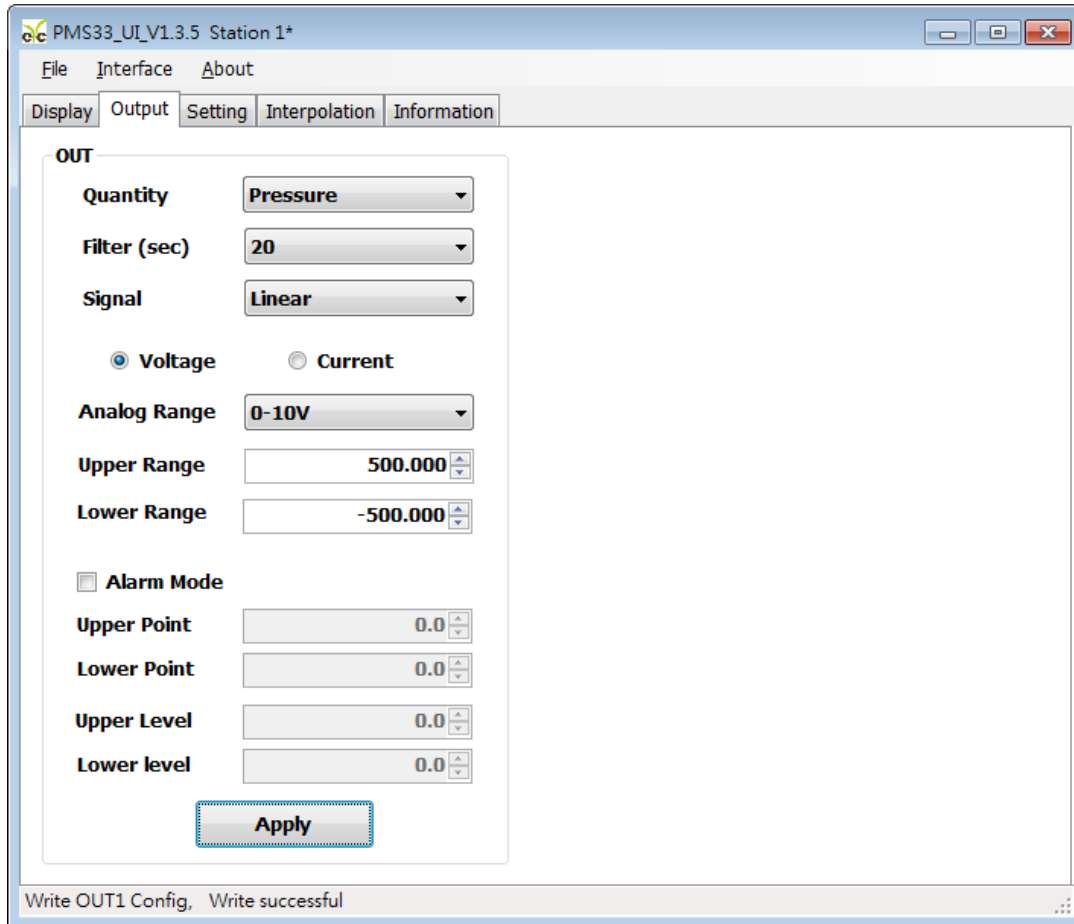 PMS33_UI_V1.3.5 Station 1*
File Interface About
Display Output Setting Interpolation Information
OUT
Quantity Pressure
Filter (sec) 20
Signal Linear
Voltage Current
Analog Range 0-10V
Upper Range 500.000
Lower Range -500.000
Alarm Mode
Upper Point 0.0
Lower Point 0.0
Upper Level 0.0
Lower level 0.0
Apply
Write OUT1 Config, Write successful